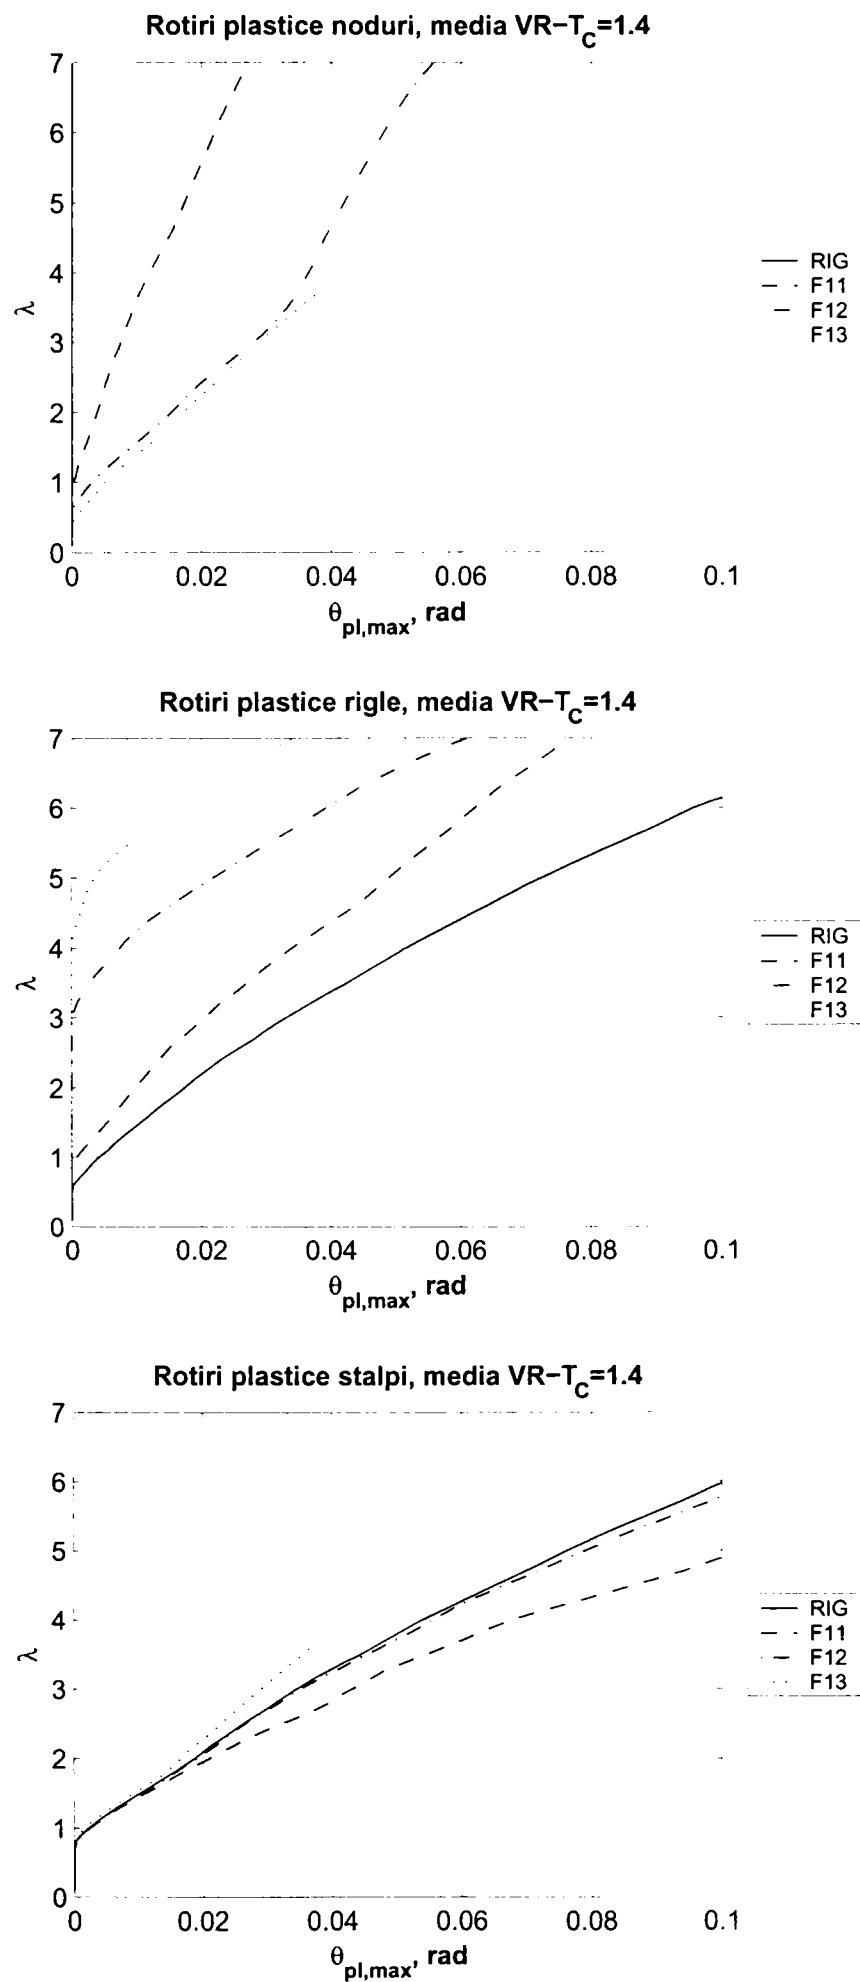 Rotiri plastice noduri, media VR−T_C=1.4
7
6
5
4
3
2
1
0
λ
0 0.02 0.04 0.06 0.08 0.1
θ_pl,max, rad
RIG
F11
F12
F13
Rotiri plastice rigle, media VR−T_C=1.4
7
6
5
4
3
2
1
0
λ
0 0.02 0.04 0.06 0.08 0.1
θ_pl,max, rad
RIG
F11
F12
F13
Rotiri plastice stalpi, media VR−T_C=1.4
7
6
5
4
3
2
1
0
λ
0 0.02 0.04 0.06 0.08 0.1
θ_pl,max, rad
RIG
F11
F12
F13